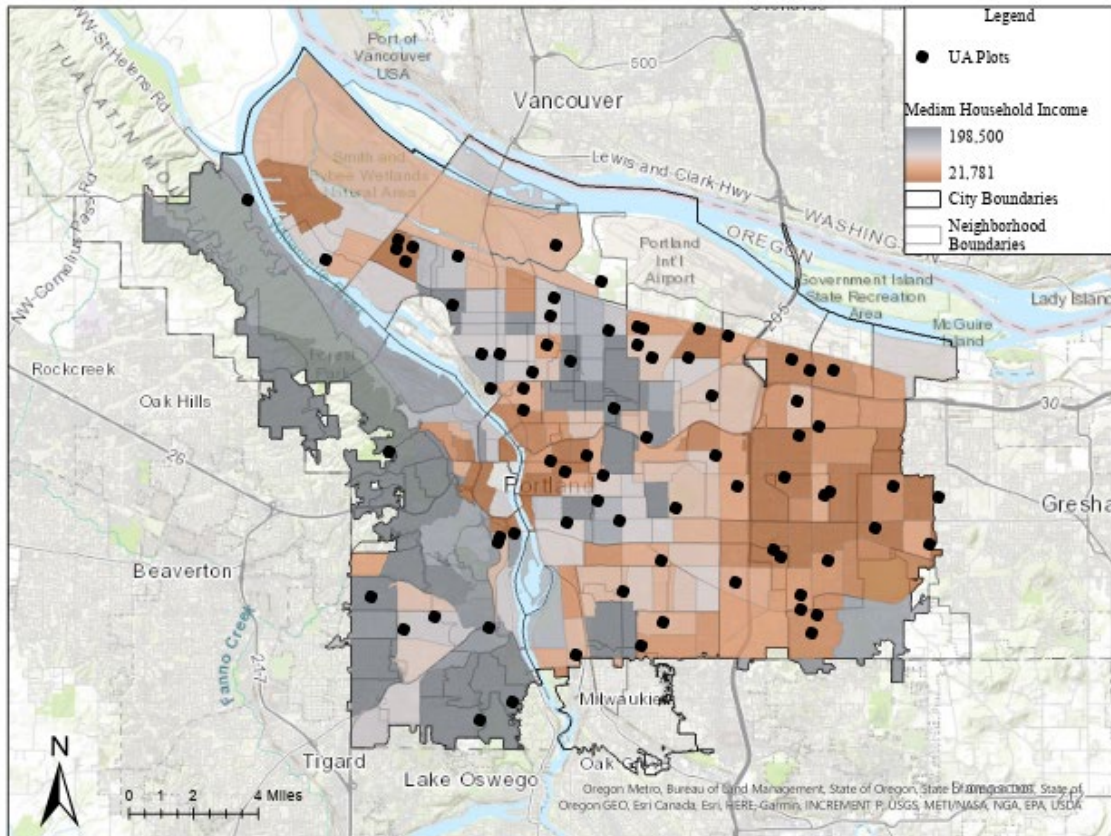 Legend
UA Plots
Median Household Income
198,500
21,781
City Boundaries
Neighborhood
Boundaries
NW-St-Helens Rd
Port of
Vancouver
USA
500
Vancouver
TUALATIN
Lewis-and-Clark-Hwy
WASHING
OREGON
Smith and
Bybee Wetlands
Natural Area
NW-Cornelius-Pass-Rd
Portland
Int'l
Airport
Government Island
State Recreation
Area
Lady Island
McGuire
Island
295
Rockcreek
Oak Hills
30
26
Portland
Gresha
Beaverton
Fanno Creek
217
Milwaukie
Tigard
Lake Oswego
N
0 1 2 4 Miles
Oregon Metro, Bureau of Land Management, State of Oregon, State
Oregon GEO, Esri Canada, Esri, HERE, Garmin, INCREMENT P, USGS, METI/NASA, NGA, EPA, USDA